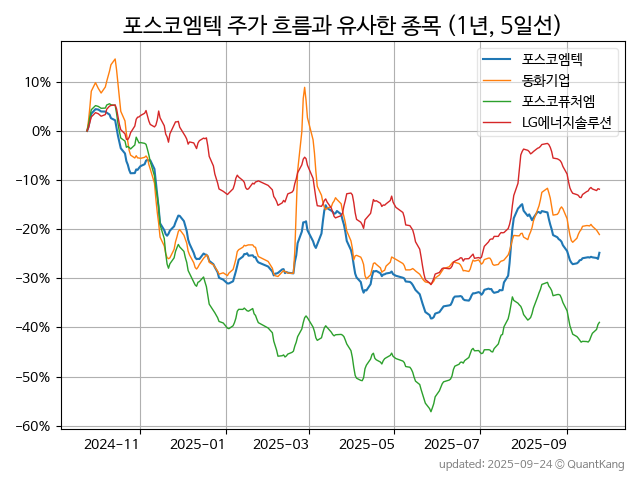 포스코엠텍 주가 흐름과 유사한 종목 (1년, 5일선)
포스코엠텍
동화기업
포스코퓨처엠
LG에너지솔루션
10%
0%
−10%
−20%
−30%
−40%
−50%
−60%
2024-11
2025-01
2025-03
2025-05
2025-07
2025-09
updated: 2025-09-24 © QuantKang